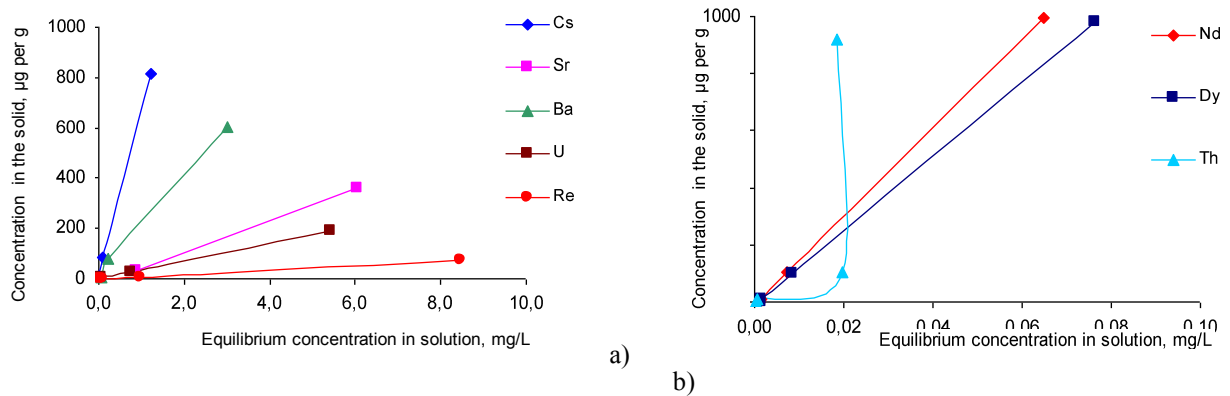 1000
800
600
400
200
0
0,0
2,0
4,0
6,0
8,0
10,0
Concentration in the solid, µg per g
Equilibrium concentration in solution, mg/L
Cs
Sr
Ba
U
Re
a)
1000
0,00
0,02
0,04
0,06
0,08
0,10
Concentration in the solid, µg per g
Equilibrium concentration in solution, mg/L
Nd
Dy
Th
b)